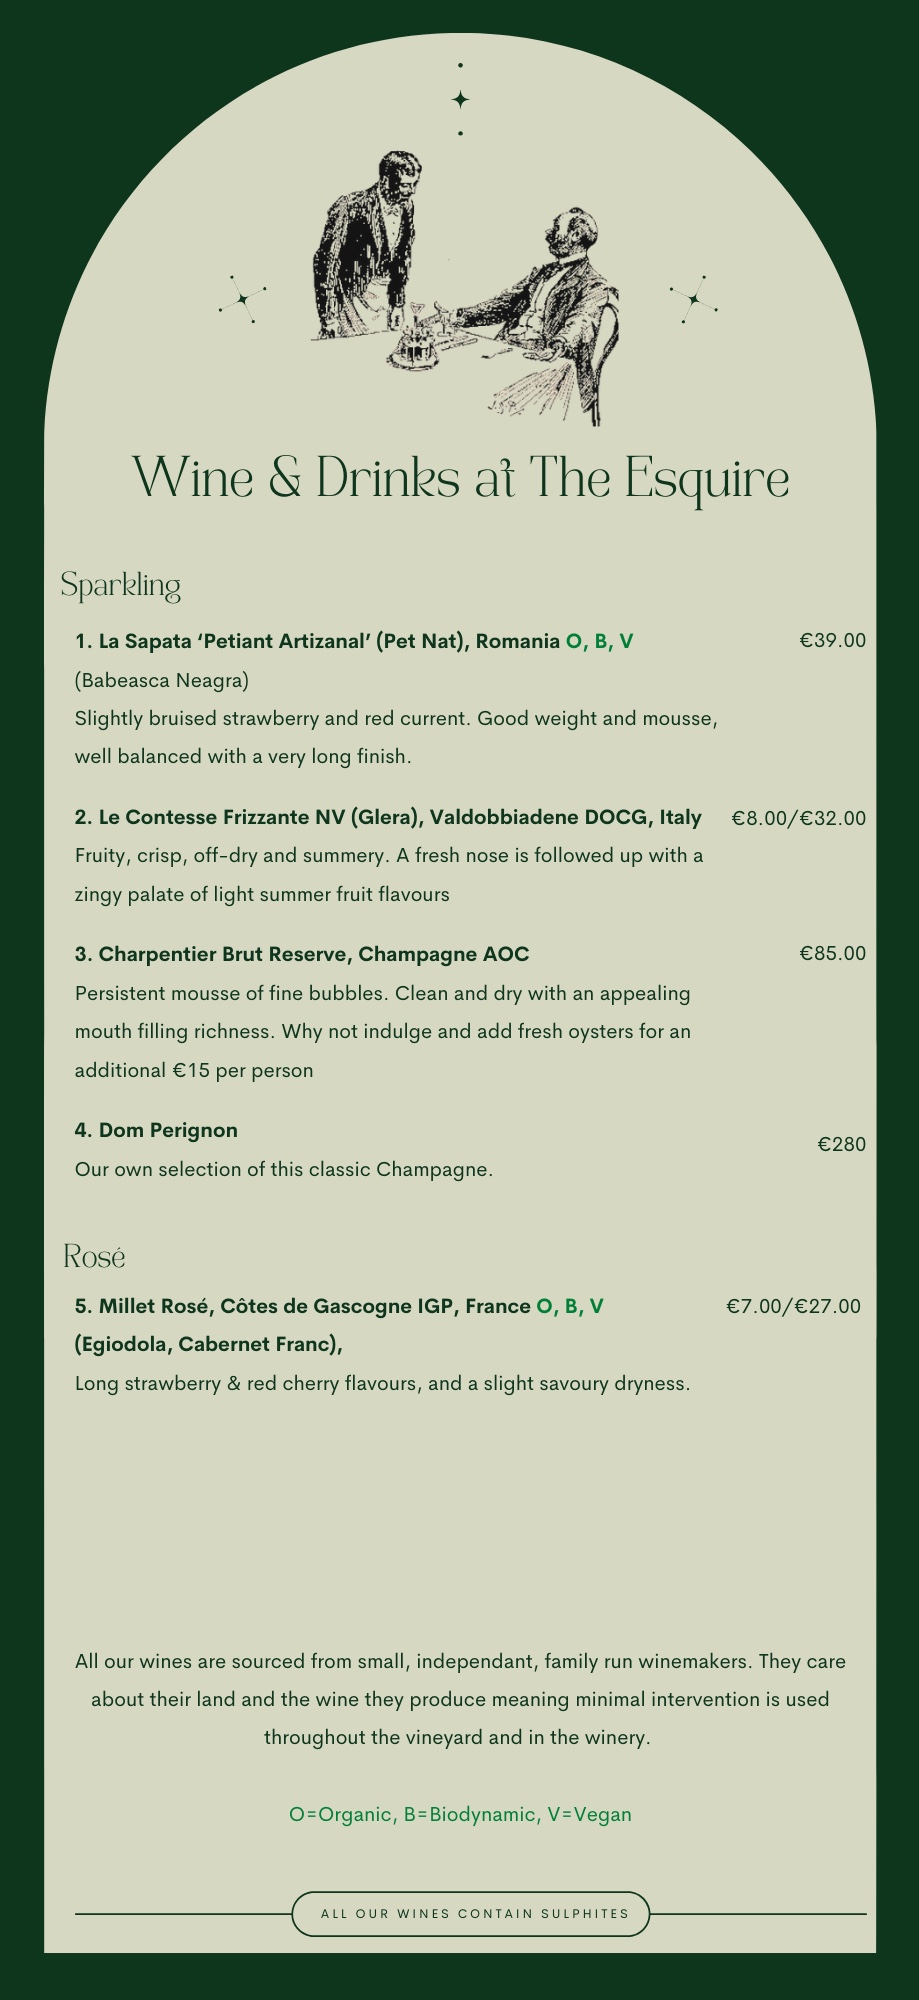 Wine & Drinks at The Esquire
Sparkling
1. La Sapata ‘Petiant Artizanal’ (Pet Nat), Romania O, B, V €39.00
(Babeasca Neagra)
Slightly bruised strawberry and red current. Good weight and mousse,
well balanced with a very long finish.
2. Le Contesse Frizzante NV (Glera), Valdobbiadene DOCG, Italy €8.00/€32.00
Fruity, crisp, off-dry and summery. A fresh nose is followed up with a
zingy palate of light summer fruit flavours
3. Charpentier Brut Reserve, Champagne AOC €85.00
Persistent mousse of fine bubbles. Clean and dry with an appealing
mouth filling richness. Why not indulge and add fresh oysters for an
additional €15 per person
4. Dom Perignon
€280
Our own selection of this classic Champagne.
Rosé
5. Millet Rosé, Côtes de Gascogne IGP, France O, B, V €7.00/€27.00
(Egiodola, Cabernet Franc),
Long strawberry & red cherry flavours, and a slight savoury dryness.
All our wines are sourced from small, independant, family run winemakers. They care
about their land and the wine they produce meaning minimal intervention is used
throughout the vineyard and in the winery.
O=Organic, B=Biodynamic, V=Vegan
ALL OUR WINES CONTAIN SULPHITES